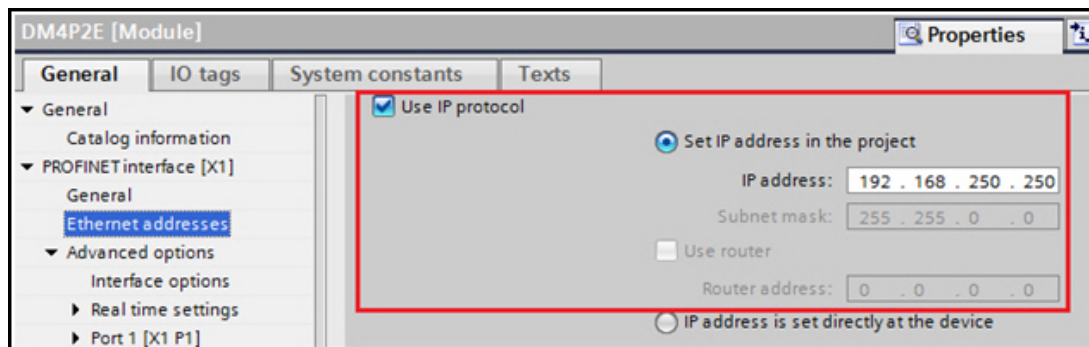 DM4P2E [Module]
Properties
General
IO tags
System constants
Texts
General
Catalog information
PROFINET interface [X1]
General
Ethernet addresses
Advanced options
Interface options
Real time settings
Port 1 [X1 P1]
Use IP protocol
Set IP address in the project
IP address: 192 . 168 . 250 . 250
Subnet mask: 255 . 255 . 0 . 0
Use router
Router address: 0 . 0 . 0 . 0
IP address is set directly at the device